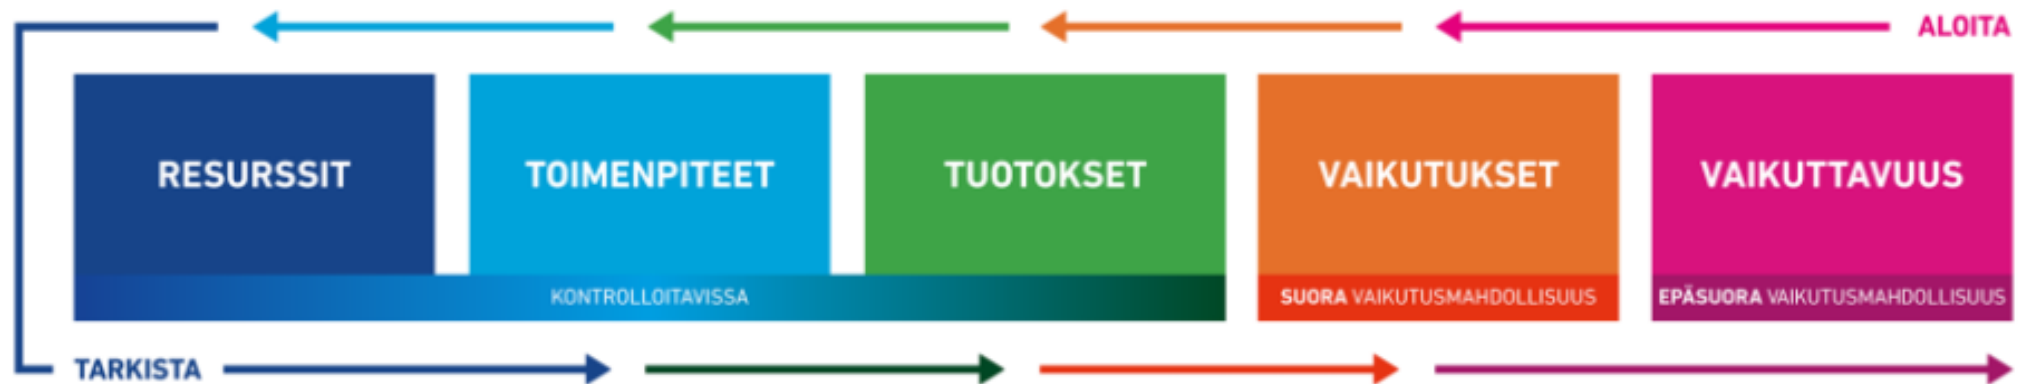 ALOITA
RESURSSIT
TOIMENPITEET
TUOTOKSET
VAIKUTUKSET
VAIKUTTAVUUS
KONTROLLOITAVISSA
SUORA VAIKUTUSMAHDOLLISUUS
EPÄSUORA VAIKUTUSMAHDOLLISUUS
TARKISTA